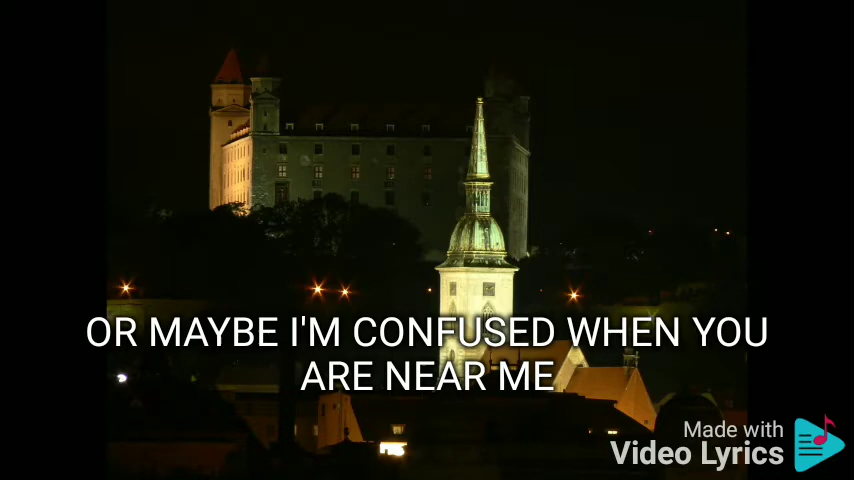 OR MAYBE I'M CONFUSED WHEN YOU
ARE NEAR ME
Made with
Video Lyrics